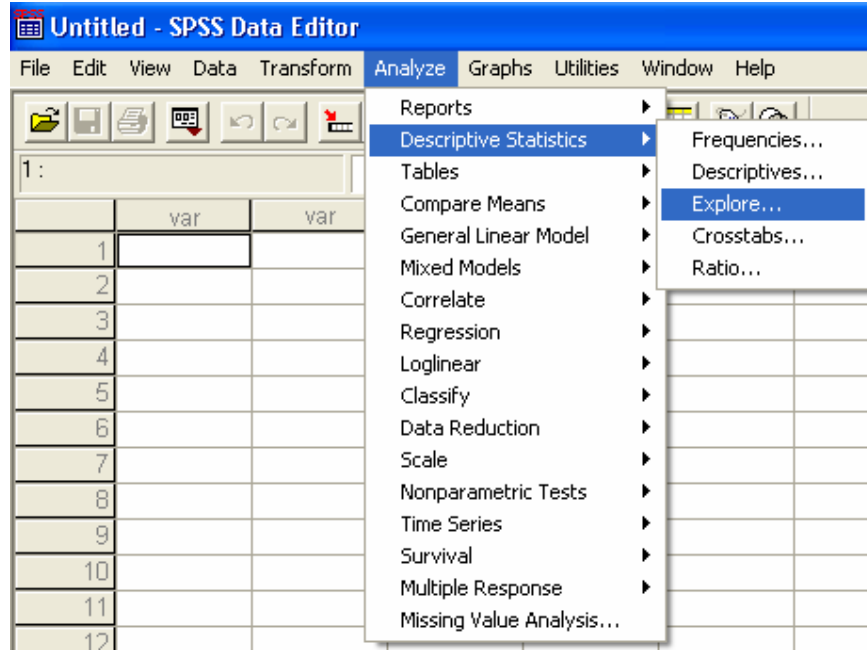 SPSS
Untitled - SPSS Data Editor
File Edit View Data Transform Analyze Graphs Utilities Window Help
1 :
var var
1
2
3
4
5
6
7
8
9
10
11
12
Reports
Descriptive Statistics
Tables
Compare Means
General Linear Model
Mixed Models
Correlate
Regression
Loglinear
Classify
Data Reduction
Scale
Nonparametric Tests
Time Series
Survival
Multiple Response
Missing Value Analysis...
Frequencies...
Descriptives...
Explore...
Crosstabs...
Ratio...